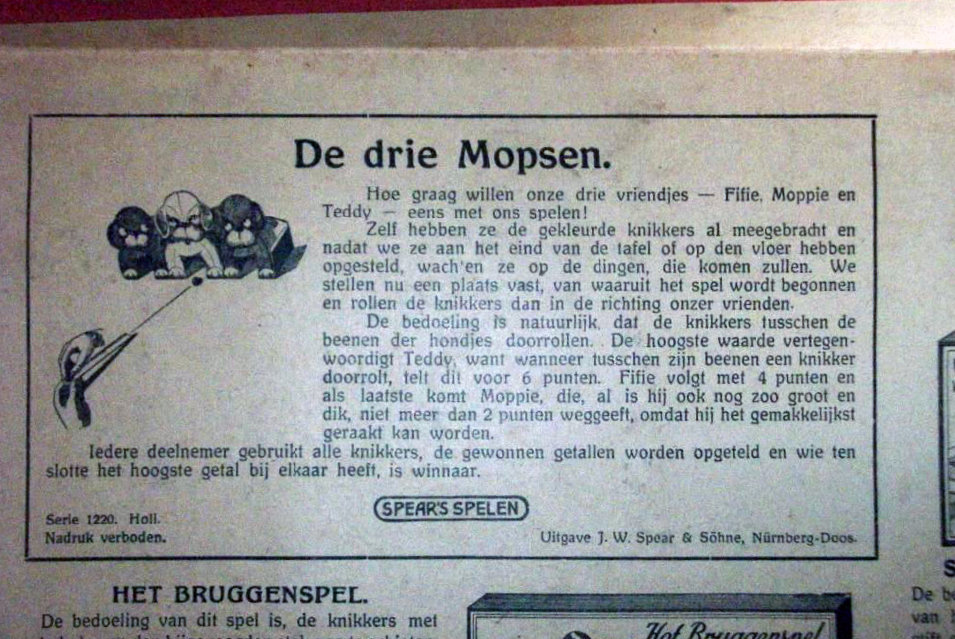 De drie Mopsen.
Hoe graag willen onze drie vriendjes — Fifie, Moppie en
Teddy — eens met ons spelen!
Zelf hebben ze de gekleurde knikkers al meegebracht en
nadat we ze aan het eind van de tafel of op den vloer hebben
opgesteld, wach'en ze op de dingen, die komen zullen. We
stellen nu een plaats vast, van waaruit het spel wordt begonnen
en rollen de knikkers dan in de richting onzer vrienden.
De bedoeling is natuurlijk, dat de knikkers tusschen de
beenen der hondjes doorrollen. De hoogste waarde vertegen-
woordigt Teddy, want wanneer tusschen zijn beenen een knikker
doorrolt, telt dit voor 6 punten. Fifie volgt met 4 punten en
als laatste komt Moppie, die, al is hij ook nog zoo groot en
dik, niet meer dan 2 punten weggeeft, omdat hij het gemakkelijkst
geraakt kan worden.
Iedere deelnemer gebruikt alle knikkers, de gewonnen getallen worden opgeteld en wie ten
slotte het hoogste getal bij elkaar heeft, is winnaar.
SPEAR'S SPELEN
Serie 1220. Holl.
Nadruk verboden.
Uitgave J. W. Spear & Söhne, Nürnberg-Doos.
HET BRUGGENSPEL.
De bedoeling van dit spel is, de knikkers met
Het Bruggenspel
S
De be
van